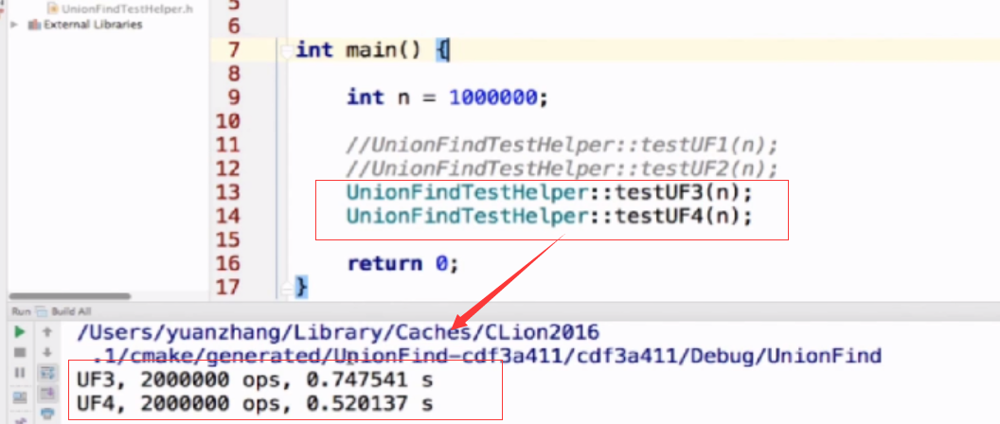 UnionFindTestHelper.h
External Libraries
5
6
7 int main() {
8
9 int n = 1000000;
10
11 //UnionFindTestHelper::testUF1(n);
12 //UnionFindTestHelper::testUF2(n);
13 UnionFindTestHelper::testUF3(n);
14 UnionFindTestHelper::testUF4(n);
15
16 return 0;
17 }
Run Build All
/Users/yuanzhang/Library/Caches/CLion2016
.1/cmake/generated/UnionFind-cdf3a411/cdf3a411/Debug/UnionFind
UF3, 2000000 ops, 0.747541 s
UF4, 2000000 ops, 0.520137 s